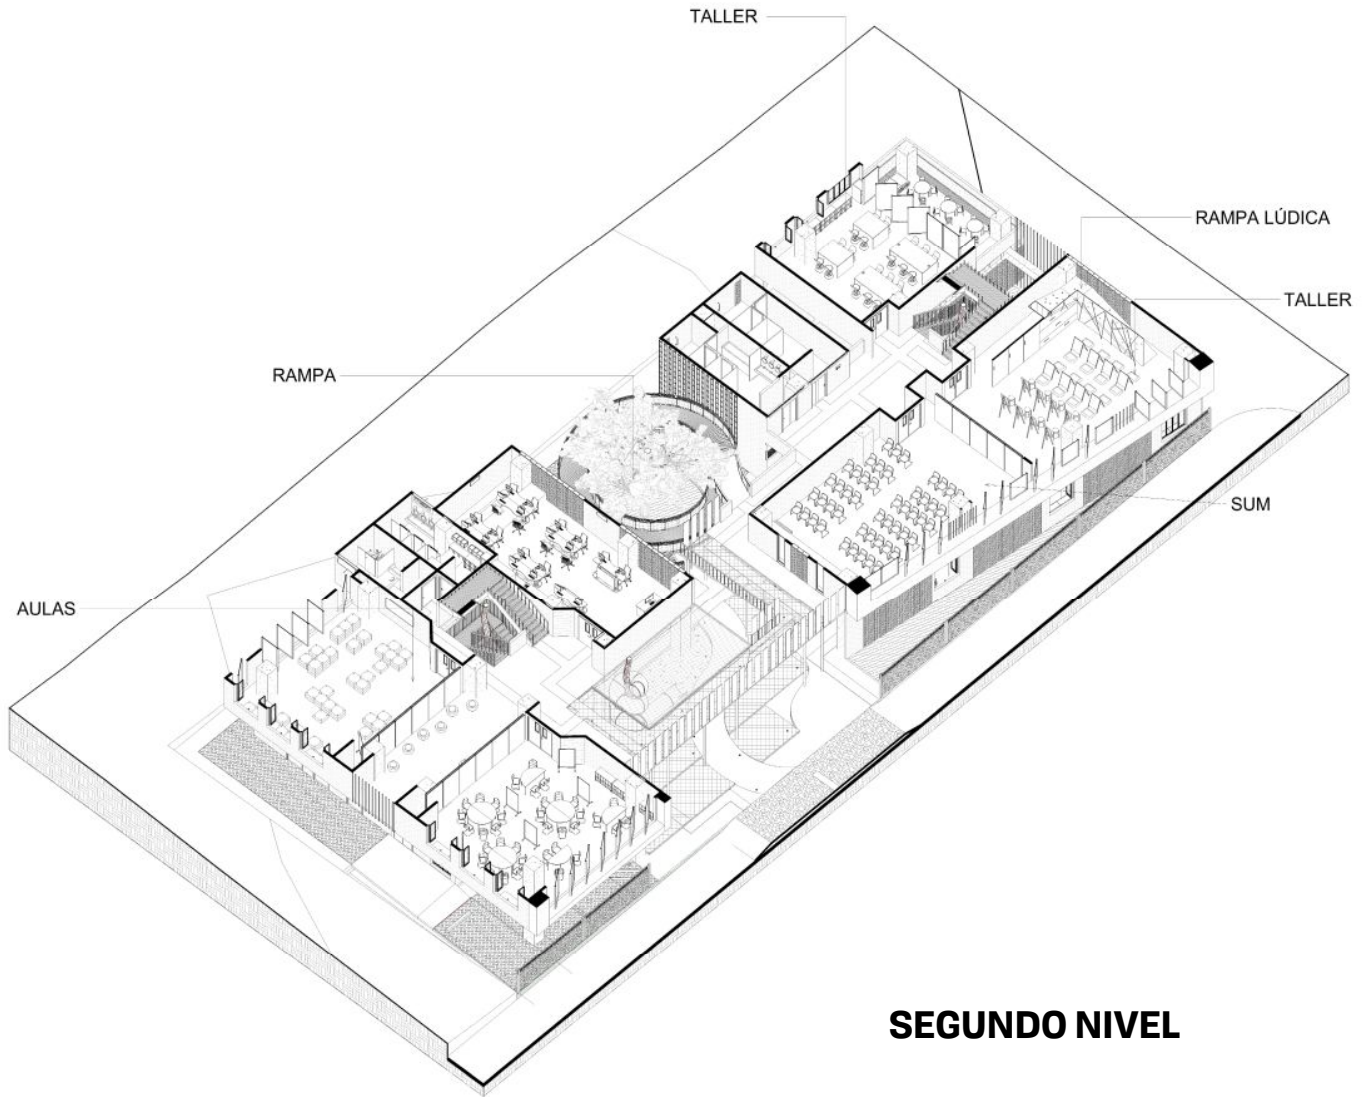 TALLER
RAMPA LÚDICA
TALLER
RAMPA
SUM
AULAS
SEGUNDO NIVEL